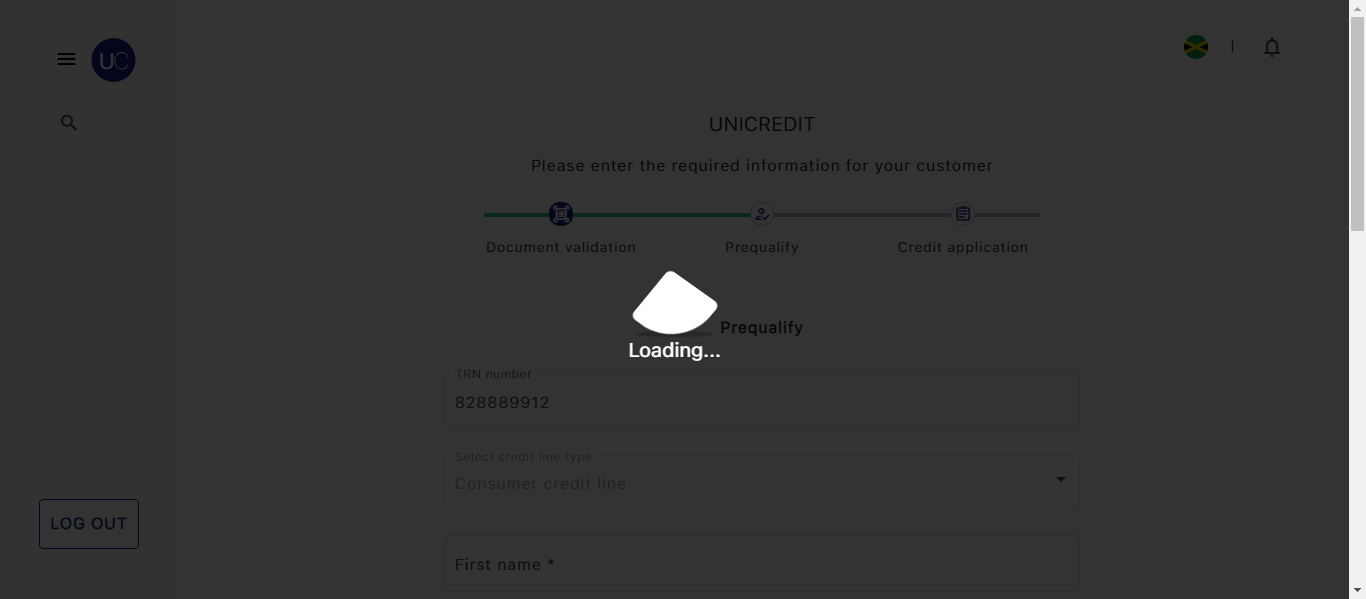 UC
UNICREDIT
Please enter the required information for your customer
Document validation
Prequalify
Credit application
Prequalify
Loading...
TRN number
828889912
Select credit line type
Consumer credit line
LOG OUT
First name *